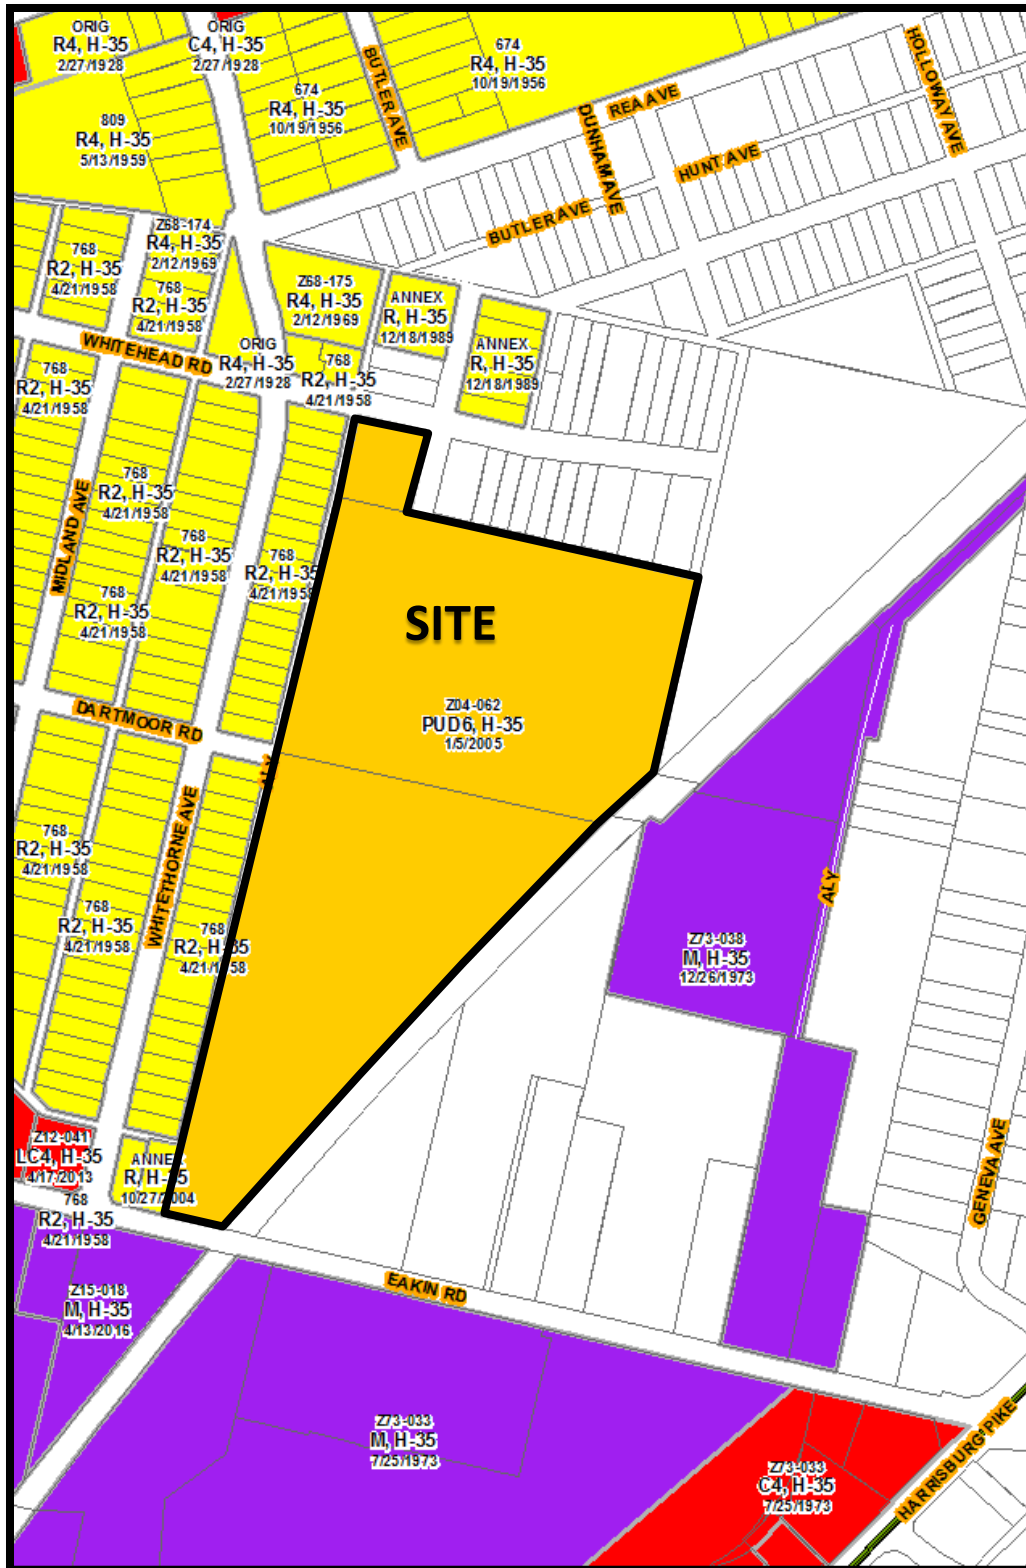 ORIG
R4, H-35
2/27/1928
ORIG
C4, H-35
2/27/1928
BUTLER AVE
674
R4, H-35
10/19/1956
HOLLOWAY AVE
674
R4, H-35
10/19/1956
REA AVE
809
R4, H-35
5/13/1959
DUNHAM AVE
HUNT AVE
BUTLER AVE
Z68-174
R4, H-35
2/12/1969
768
R2, H-35
4/21/1958
768
R2, H-35
4/21/1958
Z68-175
R4, H-35
2/12/1969
ANNEX
R, H-35
12/18/1989
WHITEHEAD RD
ORIG
R4, H-35
2/27/1928
ANNEX
R, H-35
12/18/1989
768
R2, H-35
4/21/1958
768
R2, H-35
4/21/1958
768
R2, H-35
4/21/1958
MIDLAND AVE
768
R2, H-35
4/21/1958
768
R2, H-35
4/21/1958
768
R2, H-35
4/21/1958
SITE
DARTMOOR RD
Z04-062
PUD6, H-35
1/5/2005
ALY
WHITETHORNE AVE
768
R2, H-35
4/21/1958
ALY
768
R2, H-35
4/21/1958
768
R2, H-35
4/21/1958
Z73-038
M, H-35
12/26/1973
Z12-041
LC4, H-35
4/17/2013
ANNEX
R, H-35
10/27/2004
GENEVA AVE
768
R2, H-35
4/21/1958
EAKIN RD
Z15-018
M, H-35
4/13/2016
Z73-033
M, H-35
7/25/1973
Z73-033
C4, H-35
7/25/1973
HARRISBURG PIKE